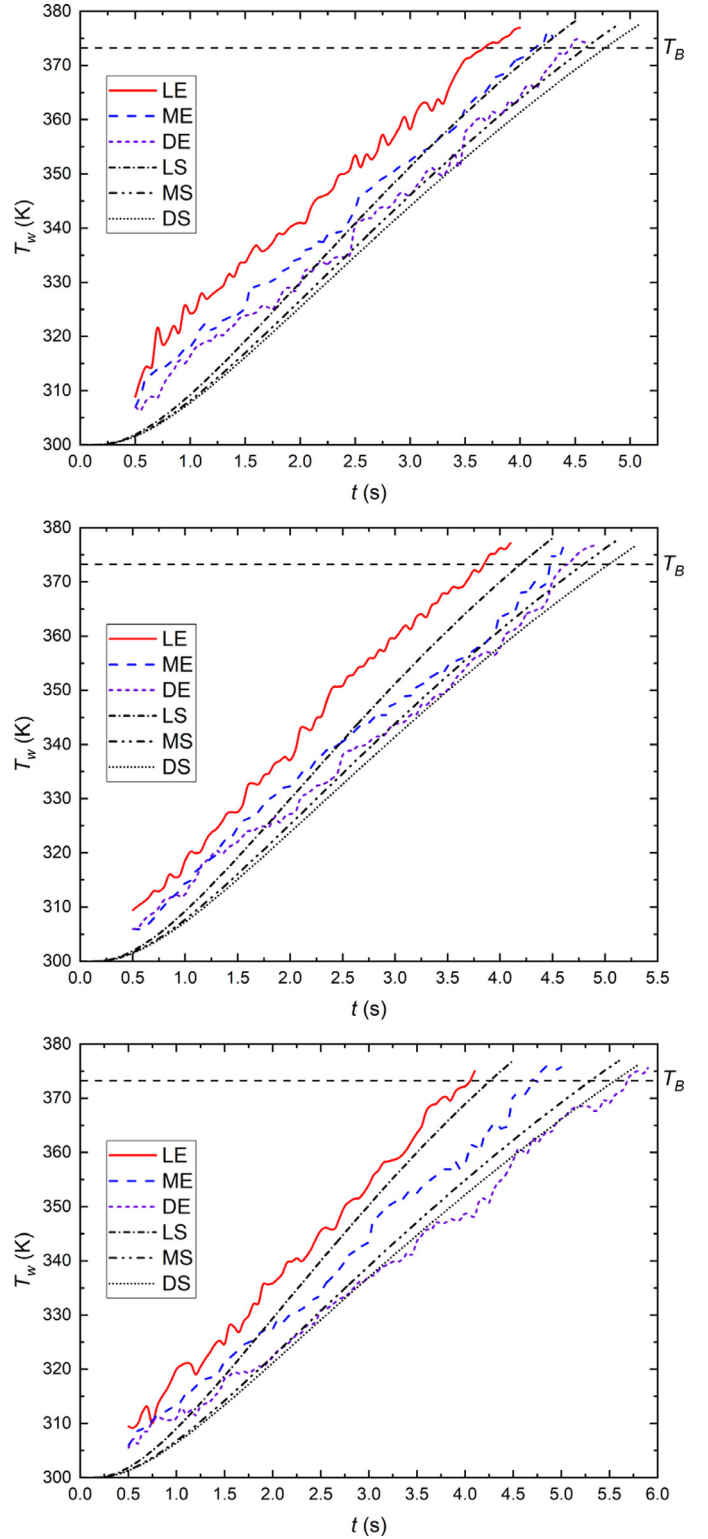 380
370
360
350
340
330
320
310
300
T_w (K)
T_B
LE
ME
DE
LS
MS
DS
0.0 0.5 1.0 1.5 2.0 2.5 3.0 3.5 4.0 4.5 5.0
t (s)
380
370
360
350
340
330
320
310
300
T_w (K)
T_B
LE
ME
DE
LS
MS
DS
0.0 0.5 1.0 1.5 2.0 2.5 3.0 3.5 4.0 4.5 5.0 5.5
t (s)
380
370
360
350
340
330
320
310
300
T_w (K)
T_B
LE
ME
DE
LS
MS
DS
0.0 0.5 1.0 1.5 2.0 2.5 3.0 3.5 4.0 4.5 5.0 5.5 6.0
t (s)